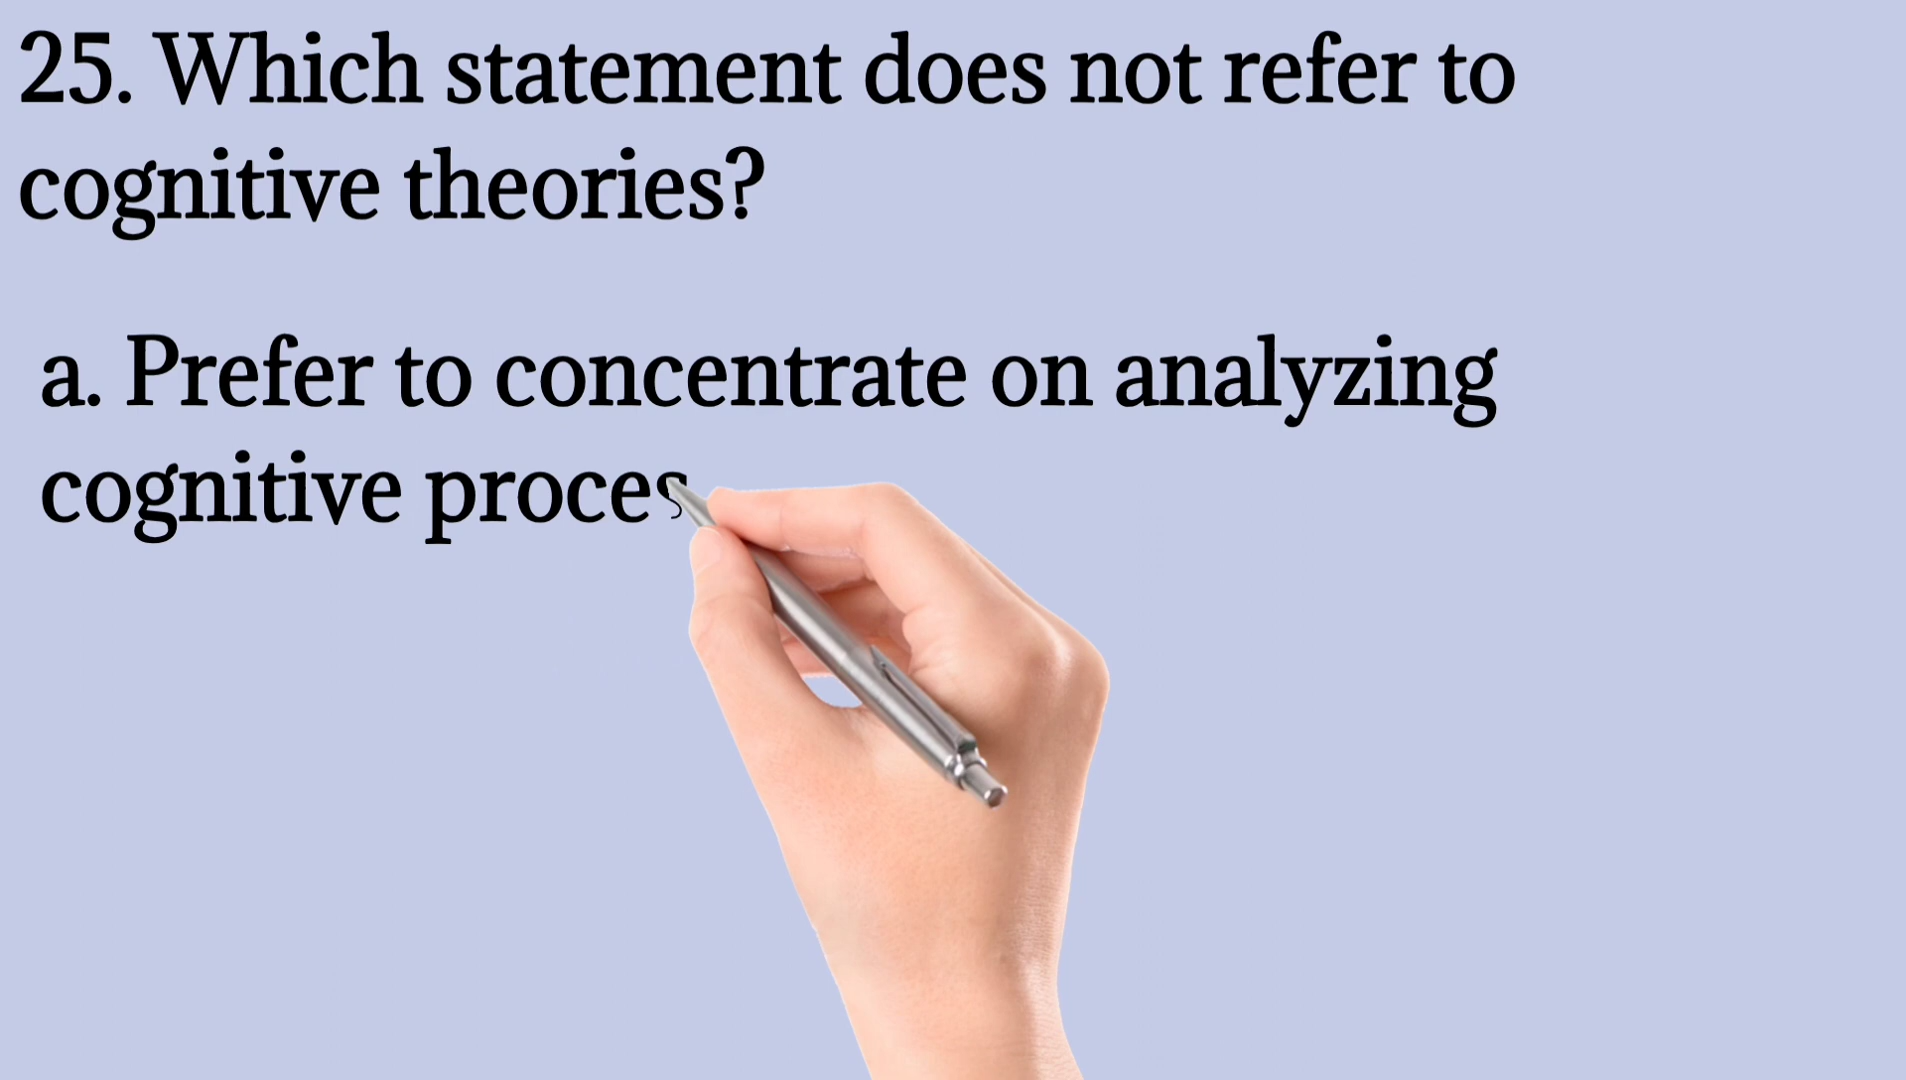 25. Which statement does not refer to
cognitive theories?
a. Prefer to concentrate on analyzing
cognitive proces